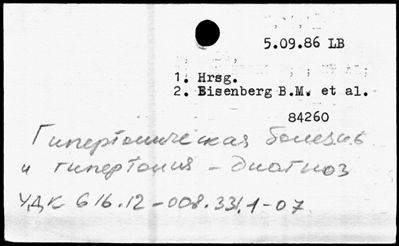 5.09.86 LB
1. Hrsg.
2. Eisenberg B.M. et al.
84260
Гипертоническая болезнь
и гипертония - диагноз
УДК 616.12-008.331.1-07